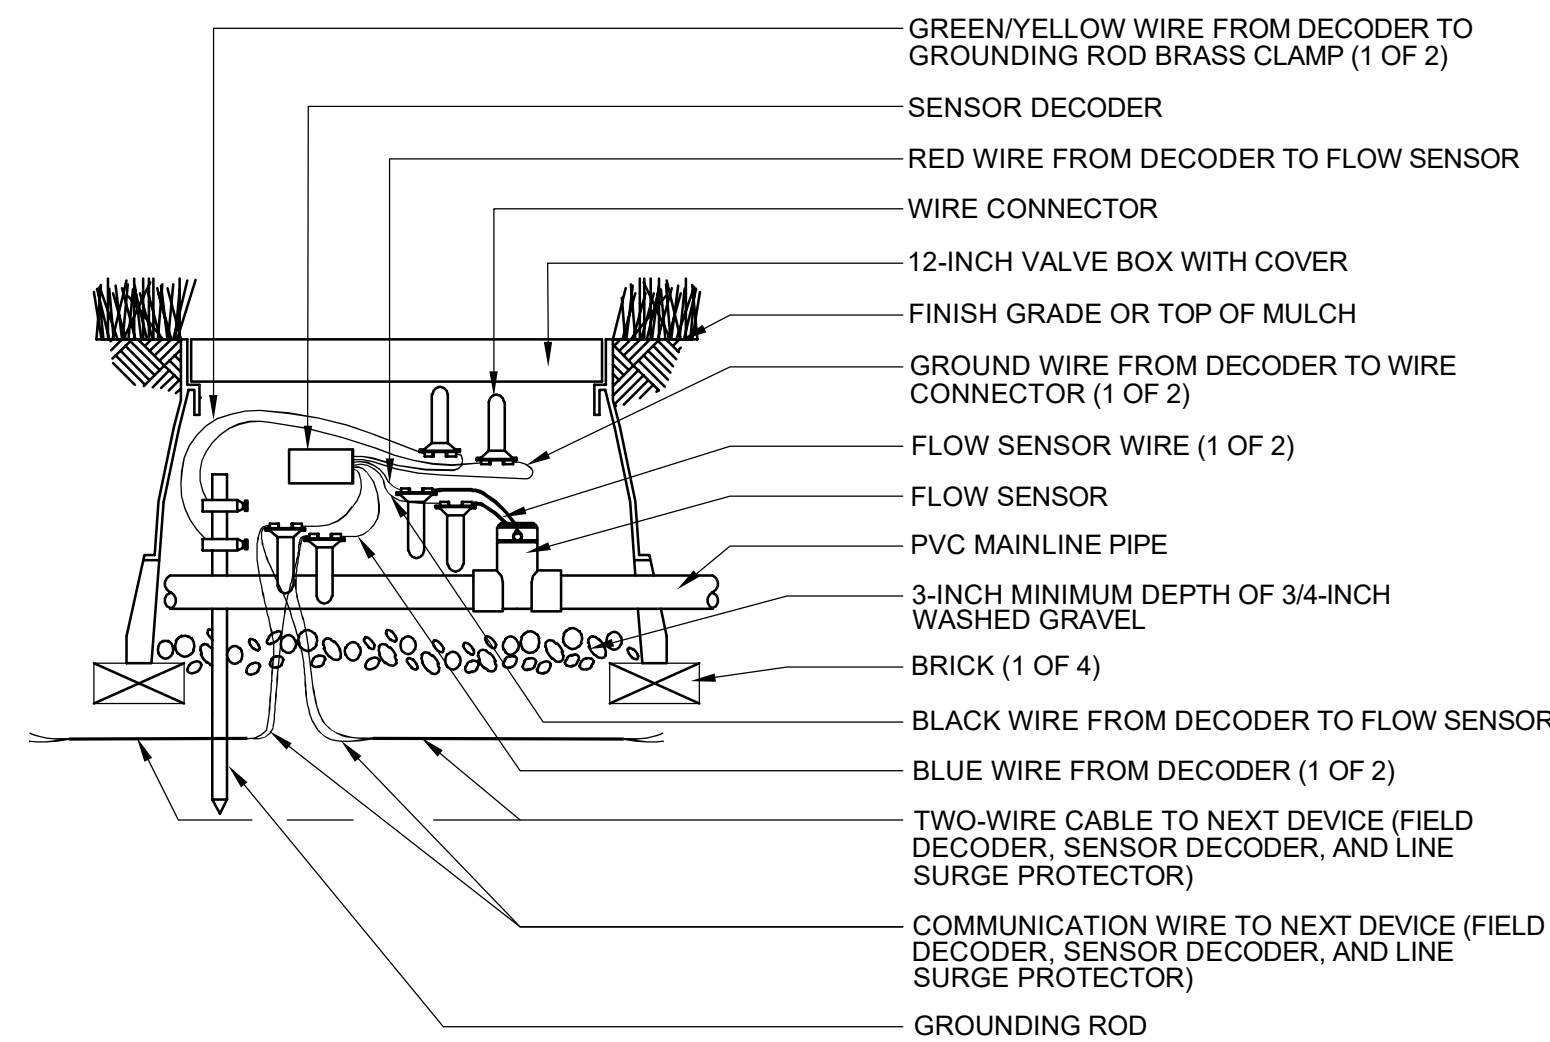 GREEN/YELLOW WIRE FROM DECODER TO
GROUNDING ROD BRASS CLAMP (1 OF 2)
SENSOR DECODER
RED WIRE FROM DECODER TO FLOW SENSOR
WIRE CONNECTOR
12-INCH VALVE BOX WITH COVER
FINISH GRADE OR TOP OF MULCH
GROUND WIRE FROM DECODER TO WIRE
CONNECTOR (1 OF 2)
FLOW SENSOR WIRE (1 OF 2)
FLOW SENSOR
PVC MAINLINE PIPE
3-INCH MINIMUM DEPTH OF 3/4-INCH
WASHED GRAVEL
BRICK (1 OF 4)
BLACK WIRE FROM DECODER TO FLOW SENSOR
BLUE WIRE FROM DECODER (1 OF 2)
TWO-WIRE CABLE TO NEXT DEVICE (FIELD
DECODER, SENSOR DECODER, AND LINE
SURGE PROTECTOR)
COMMUNICATION WIRE TO NEXT DEVICE (FIELD
DECODER, SENSOR DECODER, AND LINE
SURGE PROTECTOR)
GROUNDING ROD